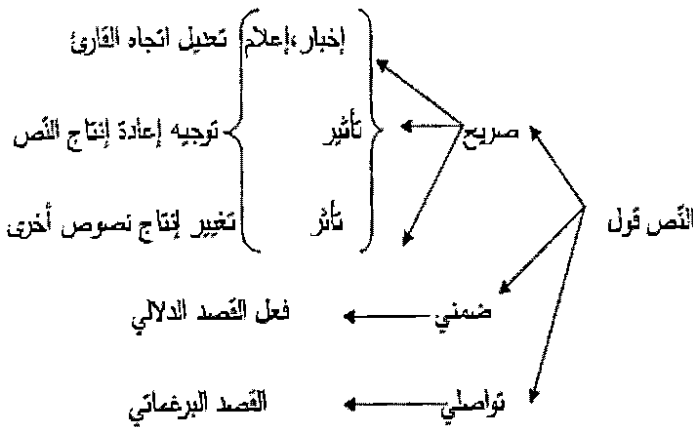 إخبار،إعلام تعليل اتجاه القارئ
صريح
تأثير توجيه إعادة إنتاج النّص
النّص قول
تأثر تغيير إنتاج نصوص أخرى
ضمني فعل القصد الدلالي
تواصلي القصد البرغماتي